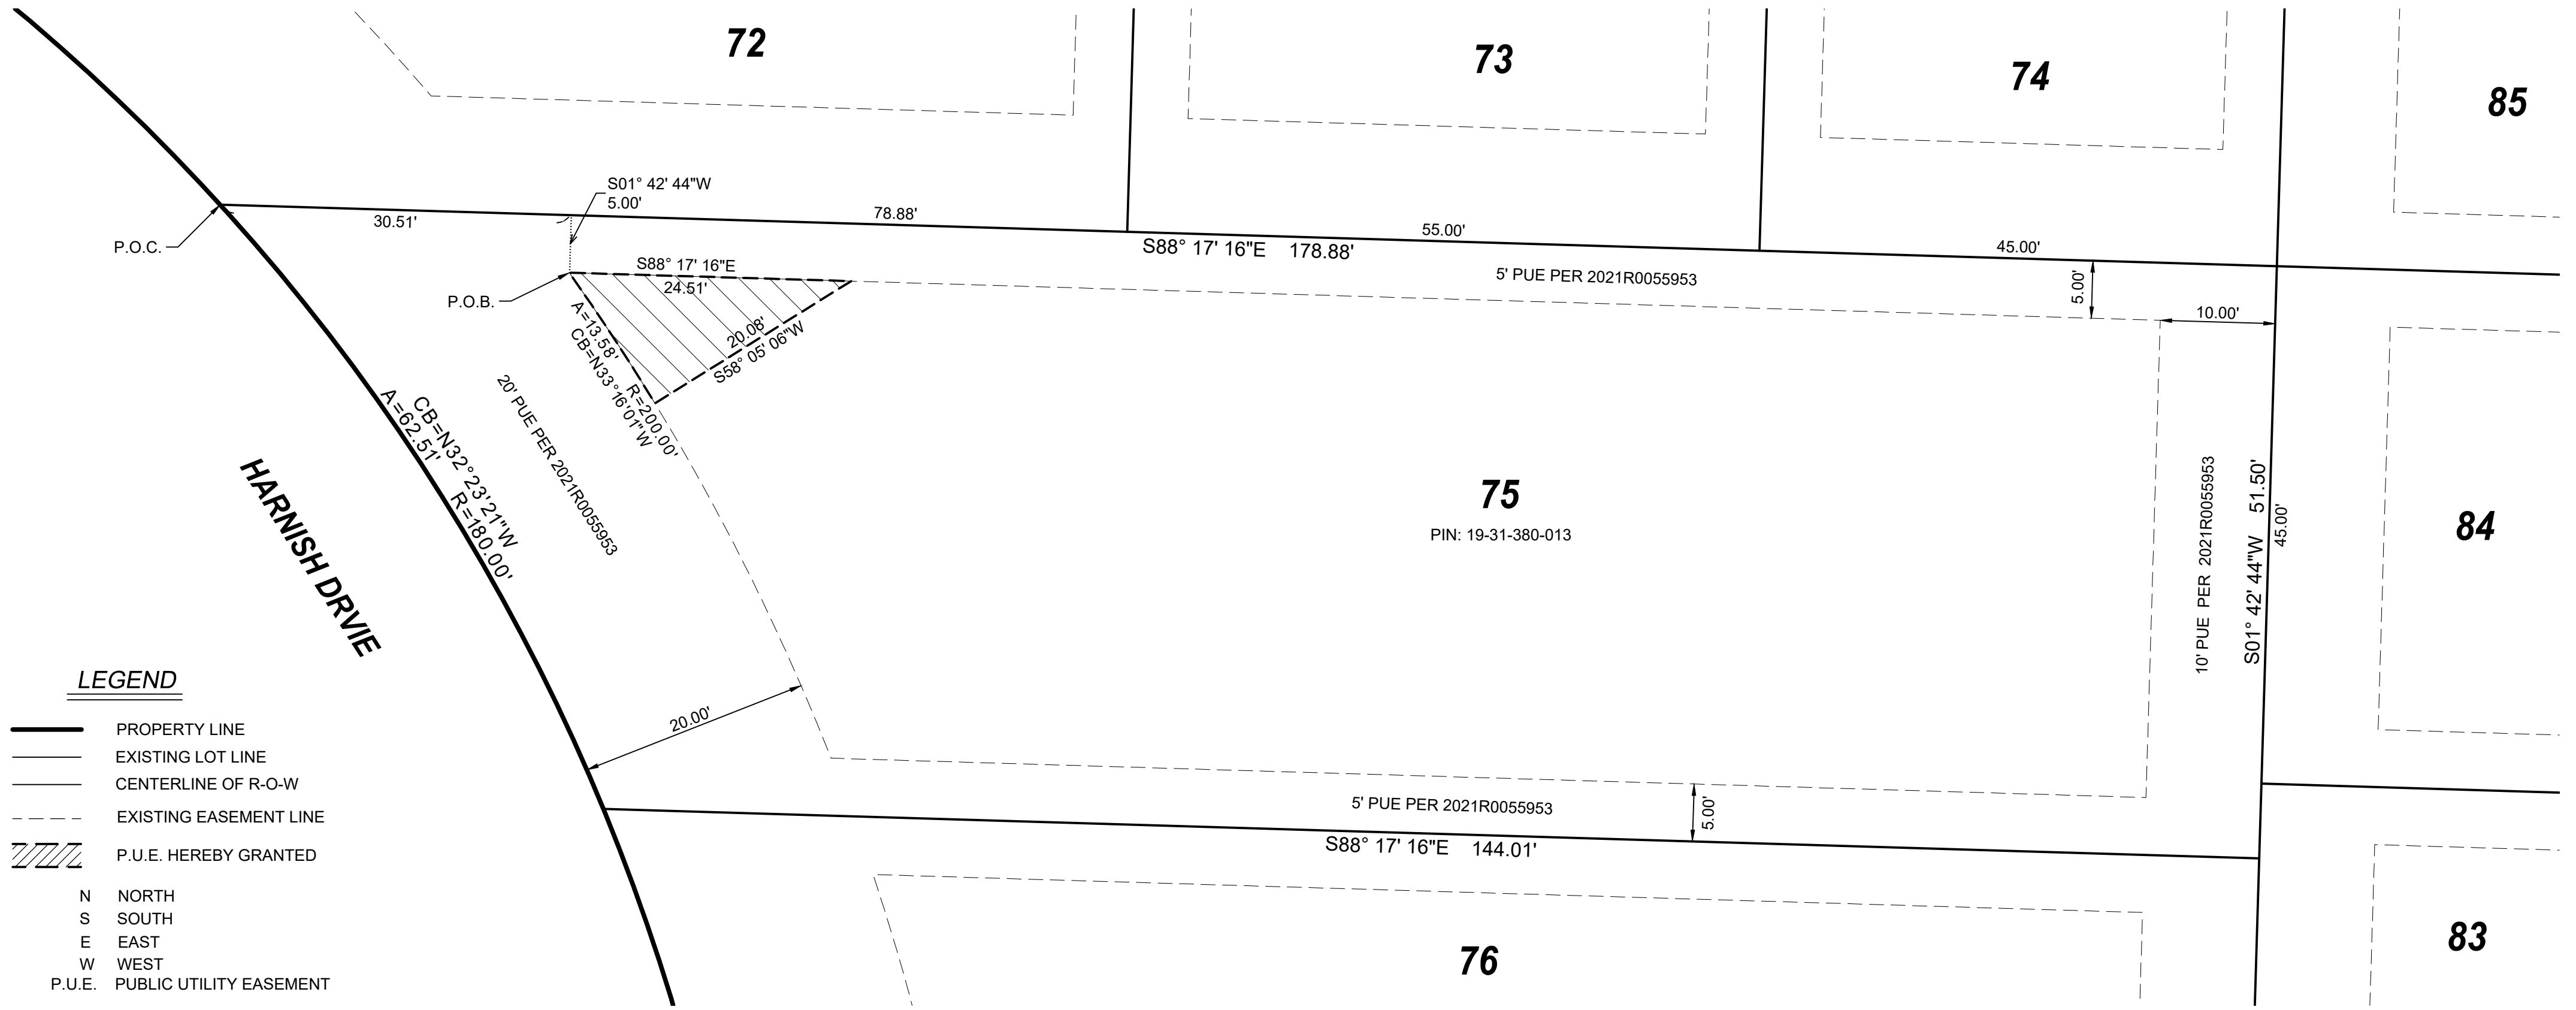 72
73
74
85
S01° 42' 44"W
5.00'
30.51'
78.88'
55.00'
45.00'
P.O.C.
S88° 17' 16"E 178.88'
5' PUE PER 2021R0055953
5.00'
10.00'
P.O.B.
S88° 17' 16"E
24.51'
20.08'
S58° 05' 06"W
A=13.58'
R=200.00'
CB=N33°16'01"W
20' PUE PER 2021R0055953
CB=N32°23'21"W
A=62.51'
R=180.00'
HARNISH DRVIE
75
PIN: 19-31-380-013
10' PUE PER 2021R0055953
S01° 42' 44"W 51.50'
45.00'
84
20.00'
5' PUE PER 2021R0055953
5.00'
S88° 17' 16"E 144.01'
76
83
LEGEND
PROPERTY LINE
EXISTING LOT LINE
CENTERLINE OF R-O-W
EXISTING EASEMENT LINE
P.U.E. HEREBY GRANTED
N NORTH
S SOUTH
E EAST
W WEST
P.U.E. PUBLIC UTILITY EASEMENT